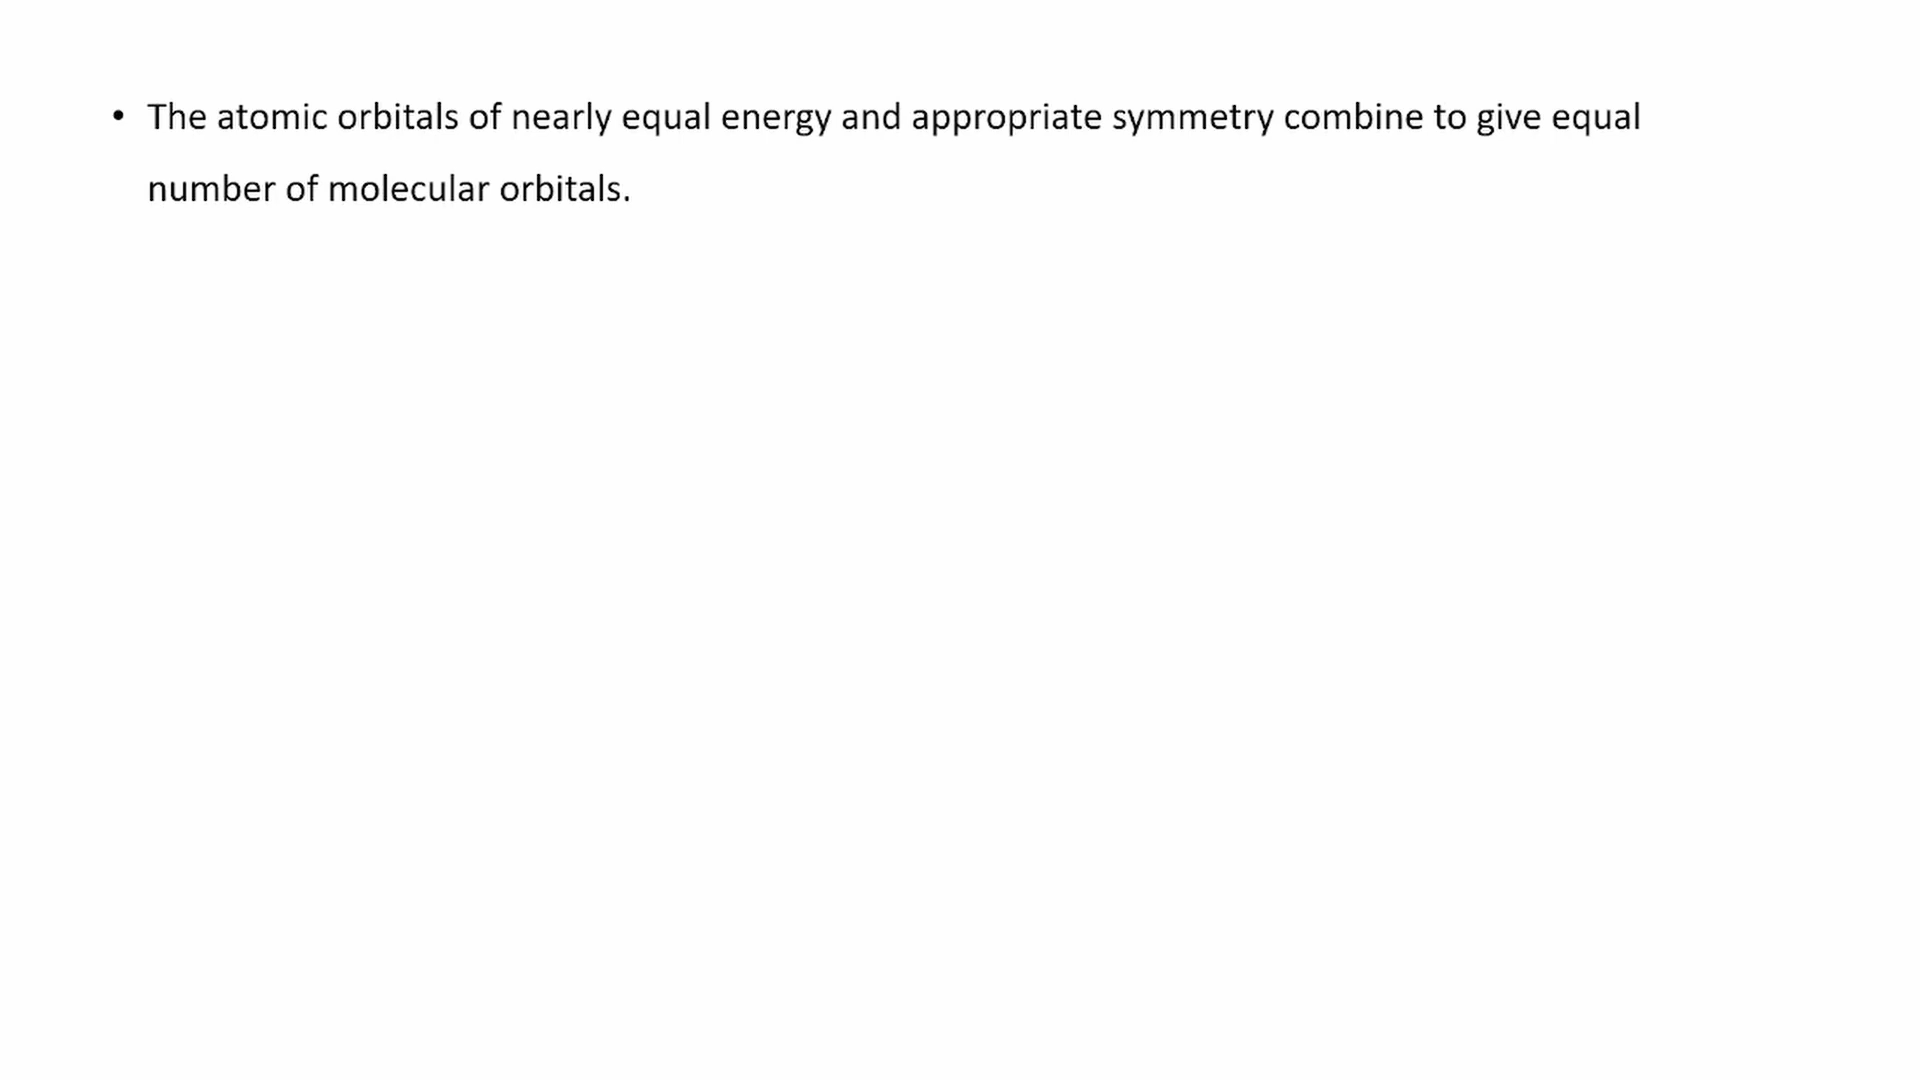 • The atomic orbitals of nearly equal energy and appropriate symmetry combine to give equal
number of molecular orbitals.